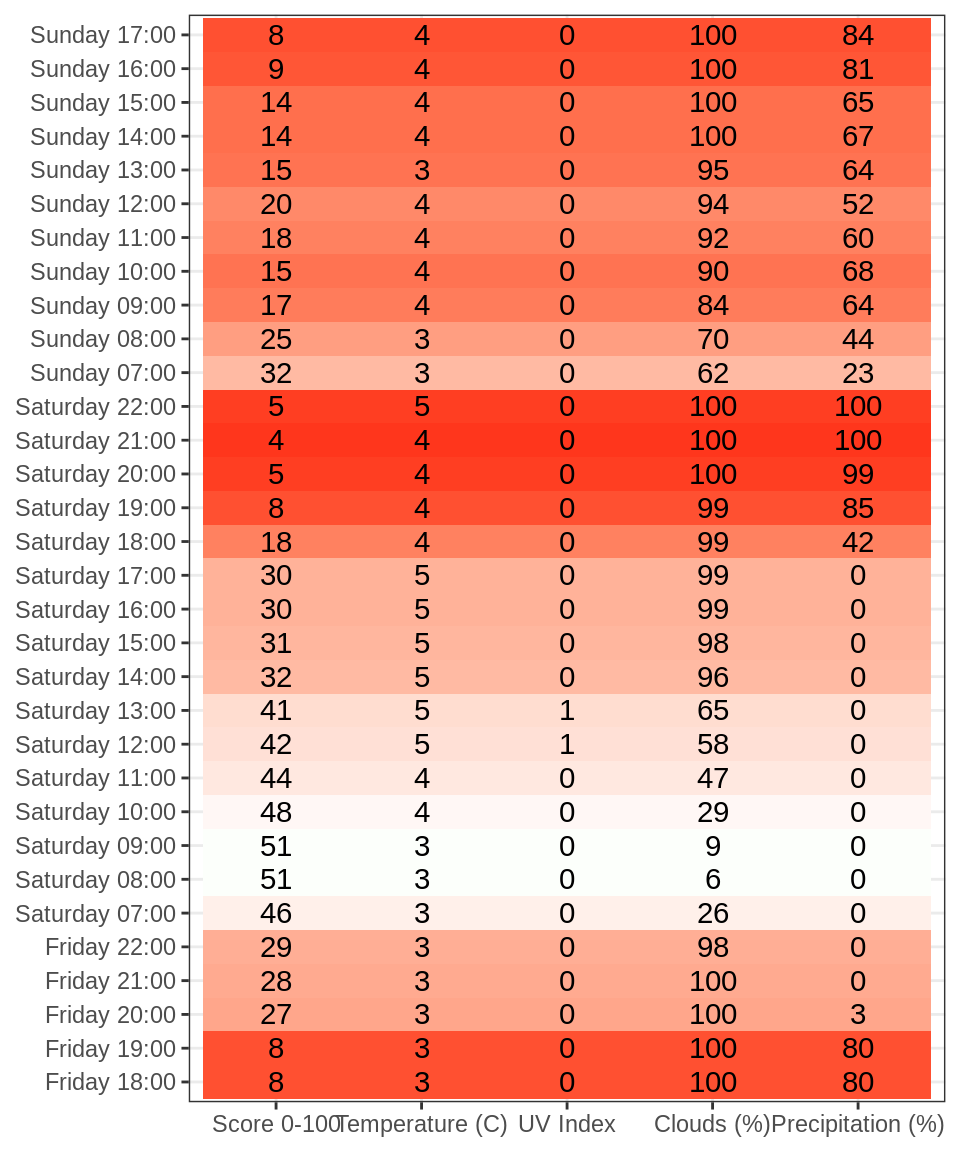 Sunday 17:00 8 4 0 100 84
Sunday 16:00 9 4 0 100 81
Sunday 15:00 14 4 0 100 65
Sunday 14:00 14 4 0 100 67
Sunday 13:00 15 3 0 95 64
Sunday 12:00 20 4 0 94 52
Sunday 11:00 18 4 0 92 60
Sunday 10:00 15 4 0 90 68
Sunday 09:00 17 4 0 84 64
Sunday 08:00 25 3 0 70 44
Sunday 07:00 32 3 0 62 23
Saturday 22:00 5 5 0 100 100
Saturday 21:00 4 4 0 100 100
Saturday 20:00 5 4 0 100 99
Saturday 19:00 8 4 0 99 85
Saturday 18:00 18 4 0 99 42
Saturday 17:00 30 5 0 99 0
Saturday 16:00 30 5 0 99 0
Saturday 15:00 31 5 0 98 0
Saturday 14:00 32 5 0 96 0
Saturday 13:00 41 5 1 65 0
Saturday 12:00 42 5 1 58 0
Saturday 11:00 44 4 0 47 0
Saturday 10:00 48 4 0 29 0
Saturday 09:00 51 3 0 9 0
Saturday 08:00 51 3 0 6 0
Saturday 07:00 46 3 0 26 0
Friday 22:00 29 3 0 98 0
Friday 21:00 28 3 0 100 0
Friday 20:00 27 3 0 100 3
Friday 19:00 8 3 0 100 80
Friday 18:00 8 3 0 100 80
Score 0-100 Temperature (C) UV Index Clouds (%) Precipitation (%)